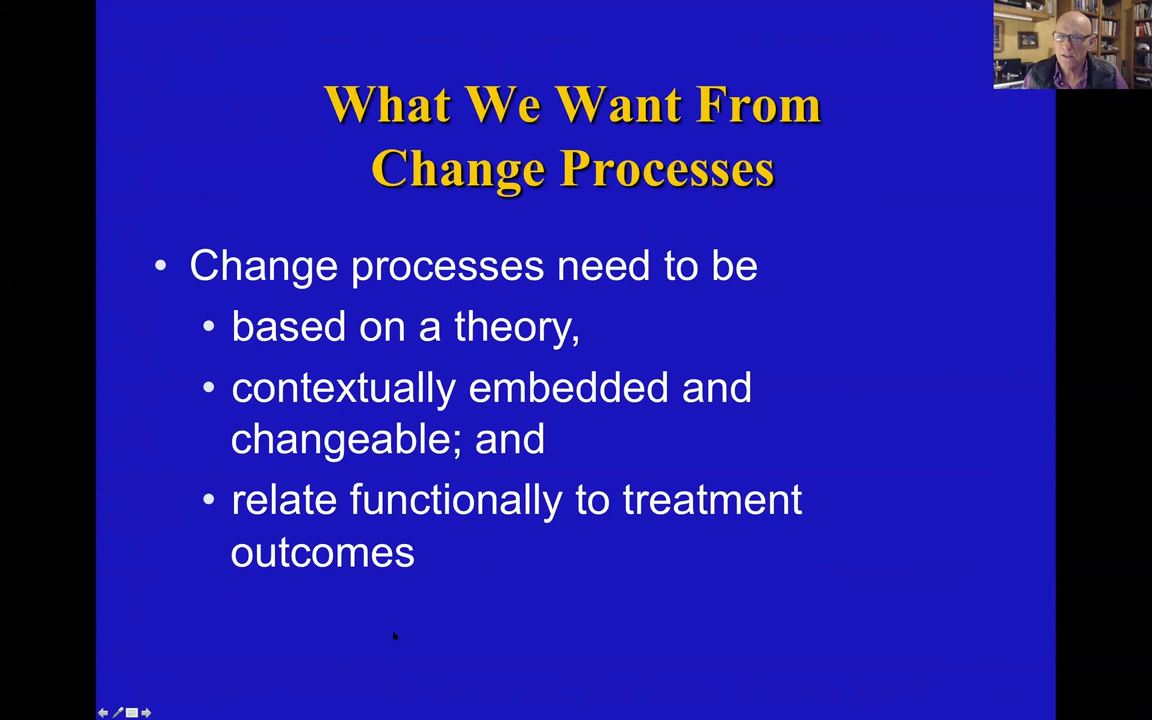 What We Want From
Change Processes
• Change processes need to be
• based on a theory,
• contextually embedded and
changeable; and
• relate functionally to treatment
outcomes